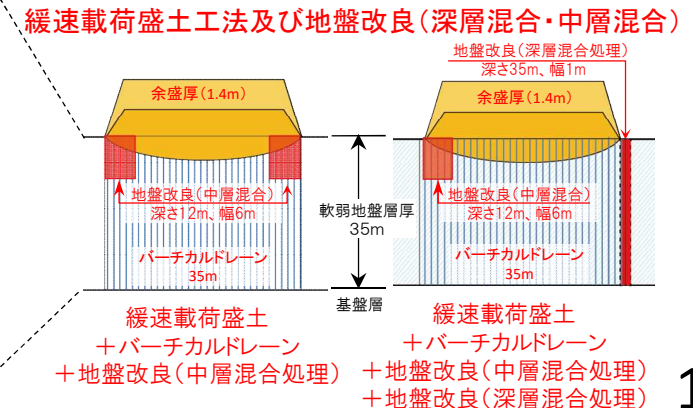 緩速載荷盛土工法及び地盤改良(深層混合・中層混合)
地盤改良(深層混合処理)
深さ35m、幅1m
余盛厚(1.4m)
余盛厚(1.4m)
地盤改良(中層混合)
深さ12m、幅6m
軟弱地盤層厚
35m
地盤改良(中層混合)
深さ12m、幅6m
バーチカルドレーン
35m
バーチカルドレーン
35m
基盤層
緩速載荷盛土
+バーチカルドレーン
+地盤改良(中層混合処理)
緩速載荷盛土
+バーチカルドレーン
+地盤改良(中層混合処理)
+地盤改良(深層混合処理)
1